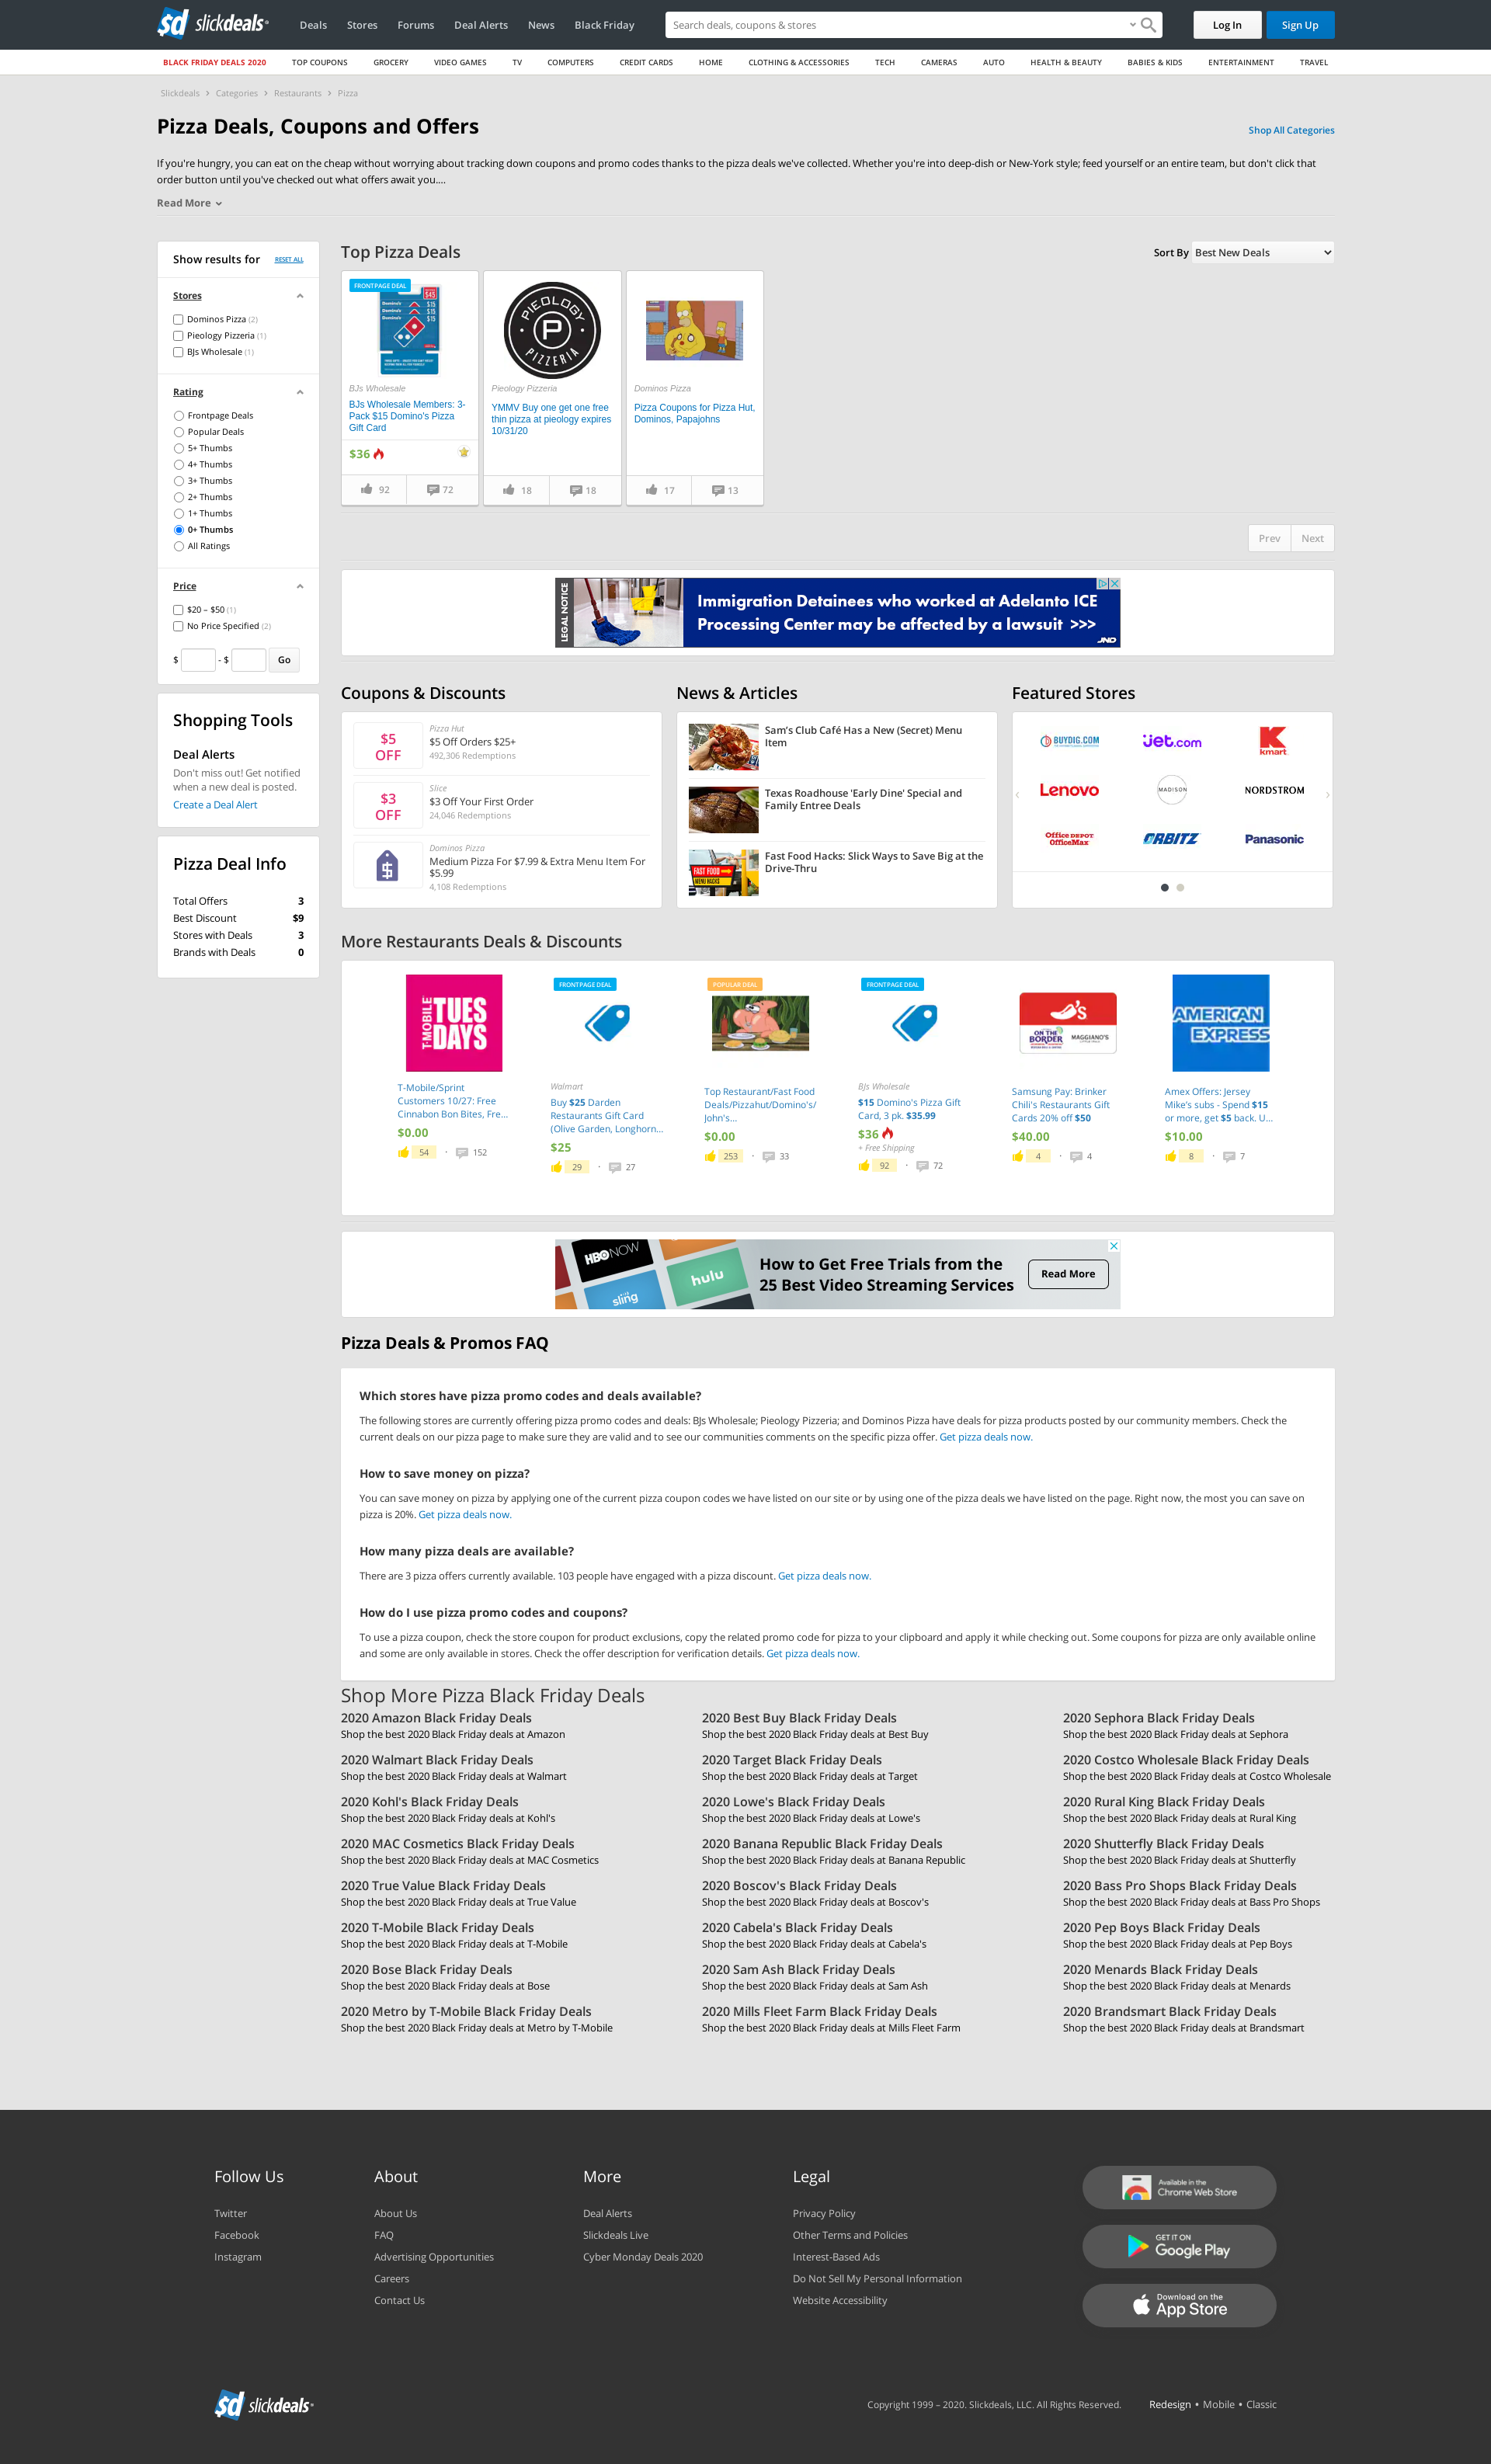 sd slickdeals
Deals Stores Forums Deal Alerts News Black Friday
Search deals, coupons & stores
Log In Sign Up
BLACK FRIDAY DEALS 2020 TOP COUPONS GROCERY VIDEO GAMES TV COMPUTERS CREDIT CARDS HOME CLOTHING & ACCESSORIES TECH CAMERAS AUTO HEALTH & BEAUTY BABIES & KIDS ENTERTAINMENT TRAVEL
Slickdeals > Categories > Restaurants > Pizza
Pizza Deals, Coupons and Offers
Shop All Categories
If you're hungry, you can eat on the cheap without worrying about tracking down coupons and promo codes thanks to the pizza deals we've collected. Whether you're into deep-dish or New-York style; feed yourself or an entire team, but don't click that
order button until you've checked out what offers await you....
Read More
Show results for RESET ALL
Stores
Dominos Pizza (2)
Pieology Pizzeria (1)
BJs Wholesale (1)
Rating
Frontpage Deals
Popular Deals
5+ Thumbs
4+ Thumbs
3+ Thumbs
2+ Thumbs
1+ Thumbs
0+ Thumbs
All Ratings
Price
$20 – $50 (1)
No Price Specified (2)
$ - $ Go
Shopping Tools
Deal Alerts
Don't miss out! Get notified
when a new deal is posted.
Create a Deal Alert
Pizza Deal Info
Total Offers 3
Best Discount $9
Stores with Deals 3
Brands with Deals 0
Top Pizza Deals
Sort By Best New Deals
FRONTPAGE DEAL
$45
$15
$15
$15
BJs Wholesale
BJs Wholesale Members: 3-
Pack $15 Domino's Pizza
Gift Card
$36
92 72
PIEOLOGY
P
PIZZERIA
Pieology Pizzeria
YMMV Buy one get one free
thin pizza at pieology expires
10/31/20
18 18
Dominos Pizza
Pizza Coupons for Pizza Hut,
Dominos, Papajohns
17 13
Prev Next
LEGAL NOTICE
Immigration Detainees who worked at Adelanto ICE
Processing Center may be affected by a lawsuit >>>
JND
Coupons & Discounts
$5
OFF
Pizza Hut
$5 Off Orders $25+
492,306 Redemptions
$3
OFF
Slice
$3 Off Your First Order
24,046 Redemptions
$
Dominos Pizza
Medium Pizza For $7.99 & Extra Menu Item For
$5.99
4,108 Redemptions
News & Articles
Sam's Club Café Has a New (Secret) Menu
Item
Texas Roadhouse 'Early Dine' Special and
Family Entree Deals
FAST FOOD
MENU HACKS
Fast Food Hacks: Slick Ways to Save Big at the
Drive-Thru
Featured Stores
BUYDIG.COM jet.com K kmart
Lenovo MADISON NORDSTROM
Office DEPOT
OfficeMax
ORBITZ Panasonic
More Restaurants Deals & Discounts
T-MOBILE
TUES
DAYS
T-Mobile/Sprint
Customers 10/27: Free
Cinnabon Bon Bites, Fre...
$0.00
54 · 152
FRONTPAGE DEAL
Walmart
Buy $25 Darden
Restaurants Gift Card
(Olive Garden, Longhorn...
$25
29 · 27
POPULAR DEAL
Top Restaurant/Fast Food
Deals/Pizzahut/Domino's/
John's...
$0.00
253 · 33
FRONTPAGE DEAL
BJs Wholesale
$15 Domino's Pizza Gift
Card, 3 pk. $35.99
$36
+ Free Shipping
92 · 72
ON THE
BORDER
MAGGIANO'S
Samsung Pay: Brinker
Chili's Restaurants Gift
Cards 20% off $50
$40.00
4 · 4
AMERICAN
EXPRESS
Amex Offers: Jersey
Mike's subs - Spend $15
or more, get $5 back. U...
$10.00
8 · 7
HBO NOW
hulu
sling
How to Get Free Trials from the
25 Best Video Streaming Services
Read More
Pizza Deals & Promos FAQ
Which stores have pizza promo codes and deals available?
The following stores are currently offering pizza promo codes and deals: BJs Wholesale; Pieology Pizzeria; and Dominos Pizza have deals for pizza products posted by our community members. Check the
current deals on our pizza page to make sure they are valid and to see our communities comments on the specific pizza offer. Get pizza deals now.
How to save money on pizza?
You can save money on pizza by applying one of the current pizza coupon codes we have listed on our site or by using one of the pizza deals we have listed on the page. Right now, the most you can save on
pizza is 20%. Get pizza deals now.
How many pizza deals are available?
There are 3 pizza offers currently available. 103 people have engaged with a pizza discount. Get pizza deals now.
How do I use pizza promo codes and coupons?
To use a pizza coupon, check the store coupon for product exclusions, copy the related promo code for pizza to your clipboard and apply it while checking out. Some coupons for pizza are only available online
and some are only available in stores. Check the offer description for verification details. Get pizza deals now.
Shop More Pizza Black Friday Deals
2020 Amazon Black Friday Deals
Shop the best 2020 Black Friday deals at Amazon
2020 Best Buy Black Friday Deals
Shop the best 2020 Black Friday deals at Best Buy
2020 Sephora Black Friday Deals
Shop the best 2020 Black Friday deals at Sephora
2020 Walmart Black Friday Deals
Shop the best 2020 Black Friday deals at Walmart
2020 Target Black Friday Deals
Shop the best 2020 Black Friday deals at Target
2020 Costco Wholesale Black Friday Deals
Shop the best 2020 Black Friday deals at Costco Wholesale
2020 Kohl's Black Friday Deals
Shop the best 2020 Black Friday deals at Kohl's
2020 Lowe's Black Friday Deals
Shop the best 2020 Black Friday deals at Lowe's
2020 Rural King Black Friday Deals
Shop the best 2020 Black Friday deals at Rural King
2020 MAC Cosmetics Black Friday Deals
Shop the best 2020 Black Friday deals at MAC Cosmetics
2020 Banana Republic Black Friday Deals
Shop the best 2020 Black Friday deals at Banana Republic
2020 Shutterfly Black Friday Deals
Shop the best 2020 Black Friday deals at Shutterfly
2020 True Value Black Friday Deals
Shop the best 2020 Black Friday deals at True Value
2020 Boscov's Black Friday Deals
Shop the best 2020 Black Friday deals at Boscov's
2020 Bass Pro Shops Black Friday Deals
Shop the best 2020 Black Friday deals at Bass Pro Shops
2020 T-Mobile Black Friday Deals
Shop the best 2020 Black Friday deals at T-Mobile
2020 Cabela's Black Friday Deals
Shop the best 2020 Black Friday deals at Cabela's
2020 Pep Boys Black Friday Deals
Shop the best 2020 Black Friday deals at Pep Boys
2020 Bose Black Friday Deals
Shop the best 2020 Black Friday deals at Bose
2020 Sam Ash Black Friday Deals
Shop the best 2020 Black Friday deals at Sam Ash
2020 Menards Black Friday Deals
Shop the best 2020 Black Friday deals at Menards
2020 Metro by T-Mobile Black Friday Deals
Shop the best 2020 Black Friday deals at Metro by T-Mobile
2020 Mills Fleet Farm Black Friday Deals
Shop the best 2020 Black Friday deals at Mills Fleet Farm
2020 Brandsmart Black Friday Deals
Shop the best 2020 Black Friday deals at Brandsmart
Follow Us
Twitter
Facebook
Instagram
About
About Us
FAQ
Advertising Opportunities
Careers
Contact Us
More
Deal Alerts
Slickdeals Live
Cyber Monday Deals 2020
Legal
Privacy Policy
Other Terms and Policies
Interest-Based Ads
Do Not Sell My Personal Information
Website Accessibility
Available in the
Chrome Web Store
GET IT ON
Google Play
Download on the
App Store
sd slickdeals
Copyright 1999 – 2020. Slickdeals, LLC. All Rights Reserved.
Redesign • Mobile • Classic